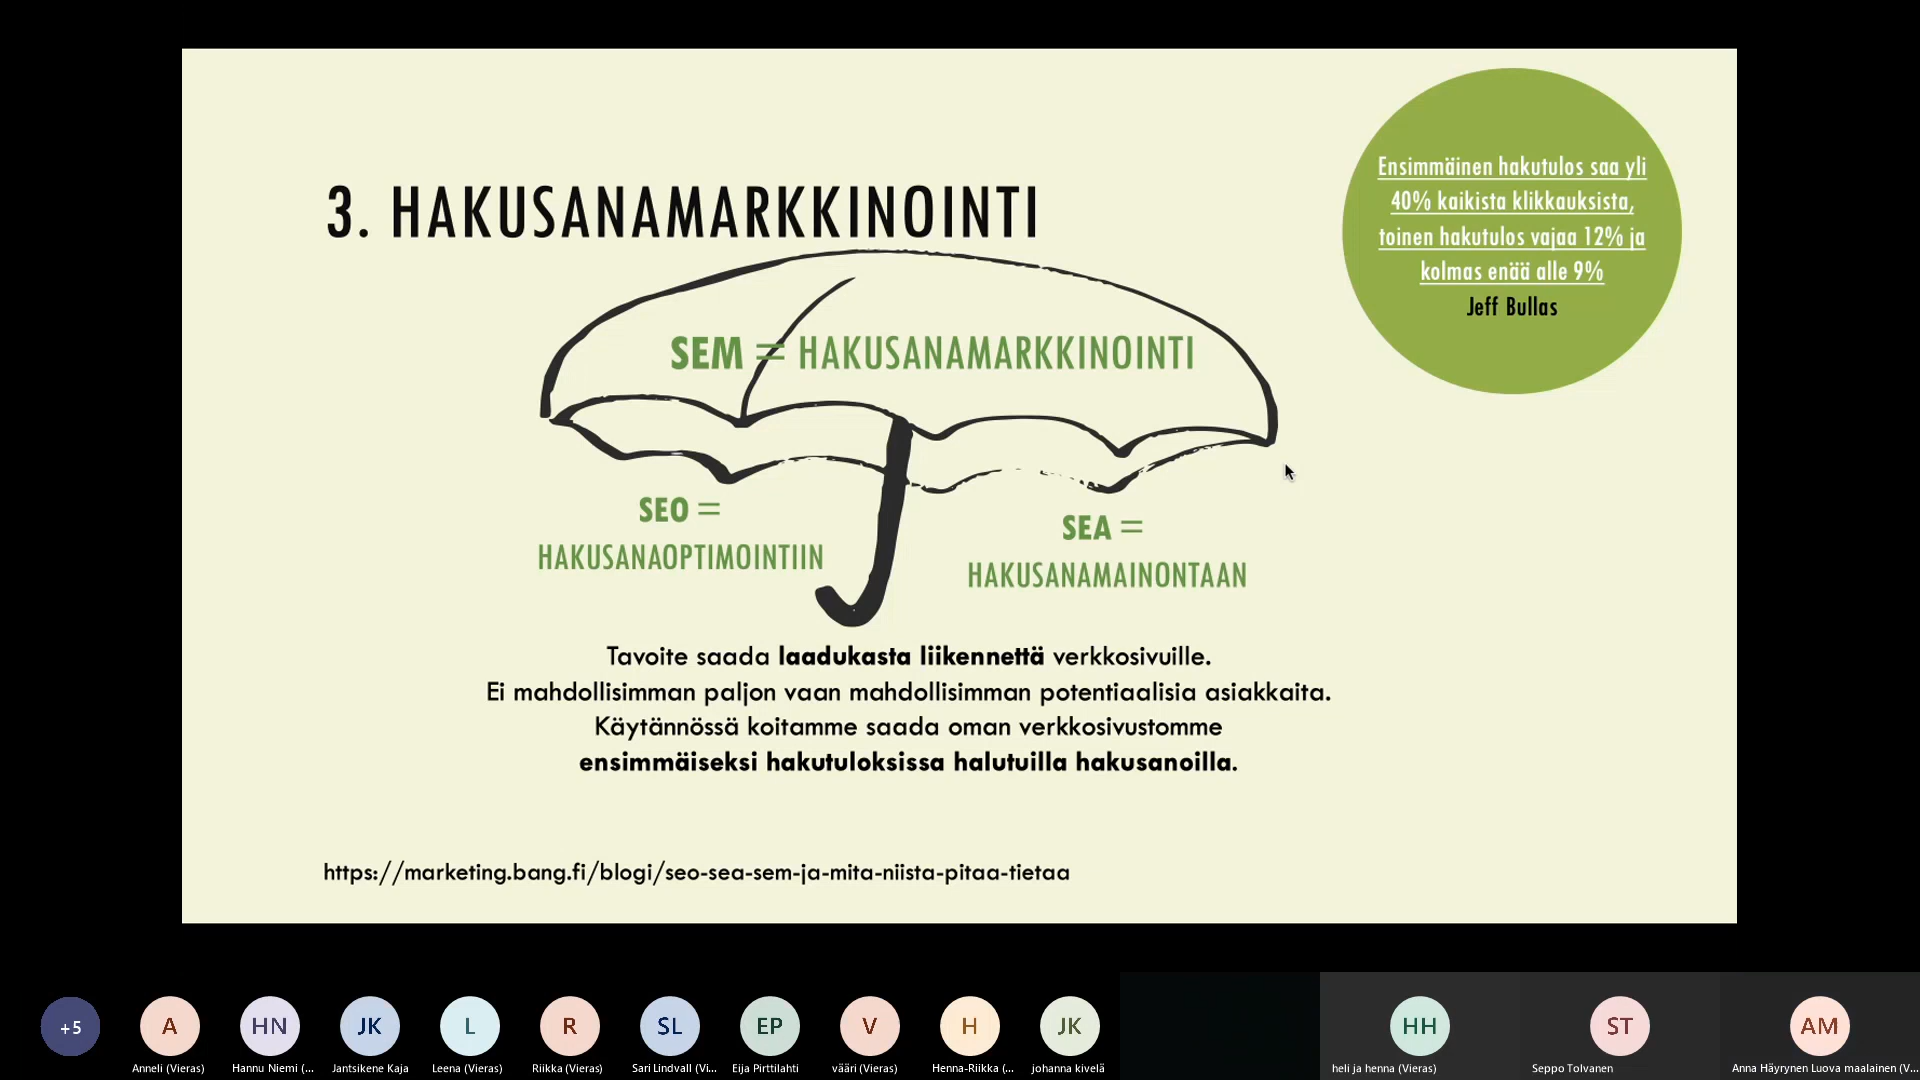 3. HAKUSANAMARKKINOINTI
Ensimmäinen hakutulos saa yli
40% kaikista klikkauksista,
toinen hakutulos vajaa 12% ja
kolmas enää alle 9%
Jeff Bullas
SEM = HAKUSANAMARKKINOINTI
SEO =
HAKUSANAOPTIMOINTIIN
SEA =
HAKUSANAMAINONTAAN
Tavoite saada laadukasta liikennettä verkkosivuille.
Ei mahdollisimman paljon vaan mahdollisimman potentiaalisia asiakkaita.
Käytännössä koitamme saada oman verkkosivustomme
ensimmäiseksi hakutuloksissa halutuilla hakusanoilla.
https://marketing.bang.fi/blogi/seo-sea-sem-ja-mita-niista-pitaa-tietaa
+5
A
HN
JK
L
R
SL
EP
V
H
JK
HH
ST
AM
Anneli (Vieras)
Hannu Niemi (...
Jantsikene Kaja
Leena (Vieras)
Riikka (Vieras)
Sari Lindvall (Vi...
Eija Pirttilahti
vääri (Vieras)
Henna-Riikka (...
johanna kivelä
heli ja henna (Vieras)
Seppo Tolvanen
Anna Häyrynen Luova maalainen (V...